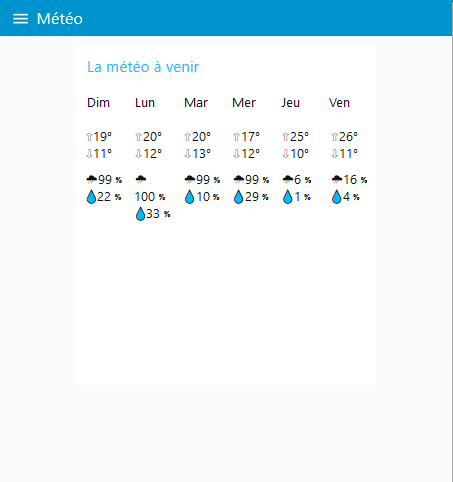 Météo
La météo à venir
Dim Lun Mar Mer Jeu Ven
19° 20° 20° 17° 25° 26°
11° 12° 13° 12° 10° 11°
99 % 99 % 99 % 6 % 16 %
22 % 100 % 10 % 29 % 1 % 4 %
33 %